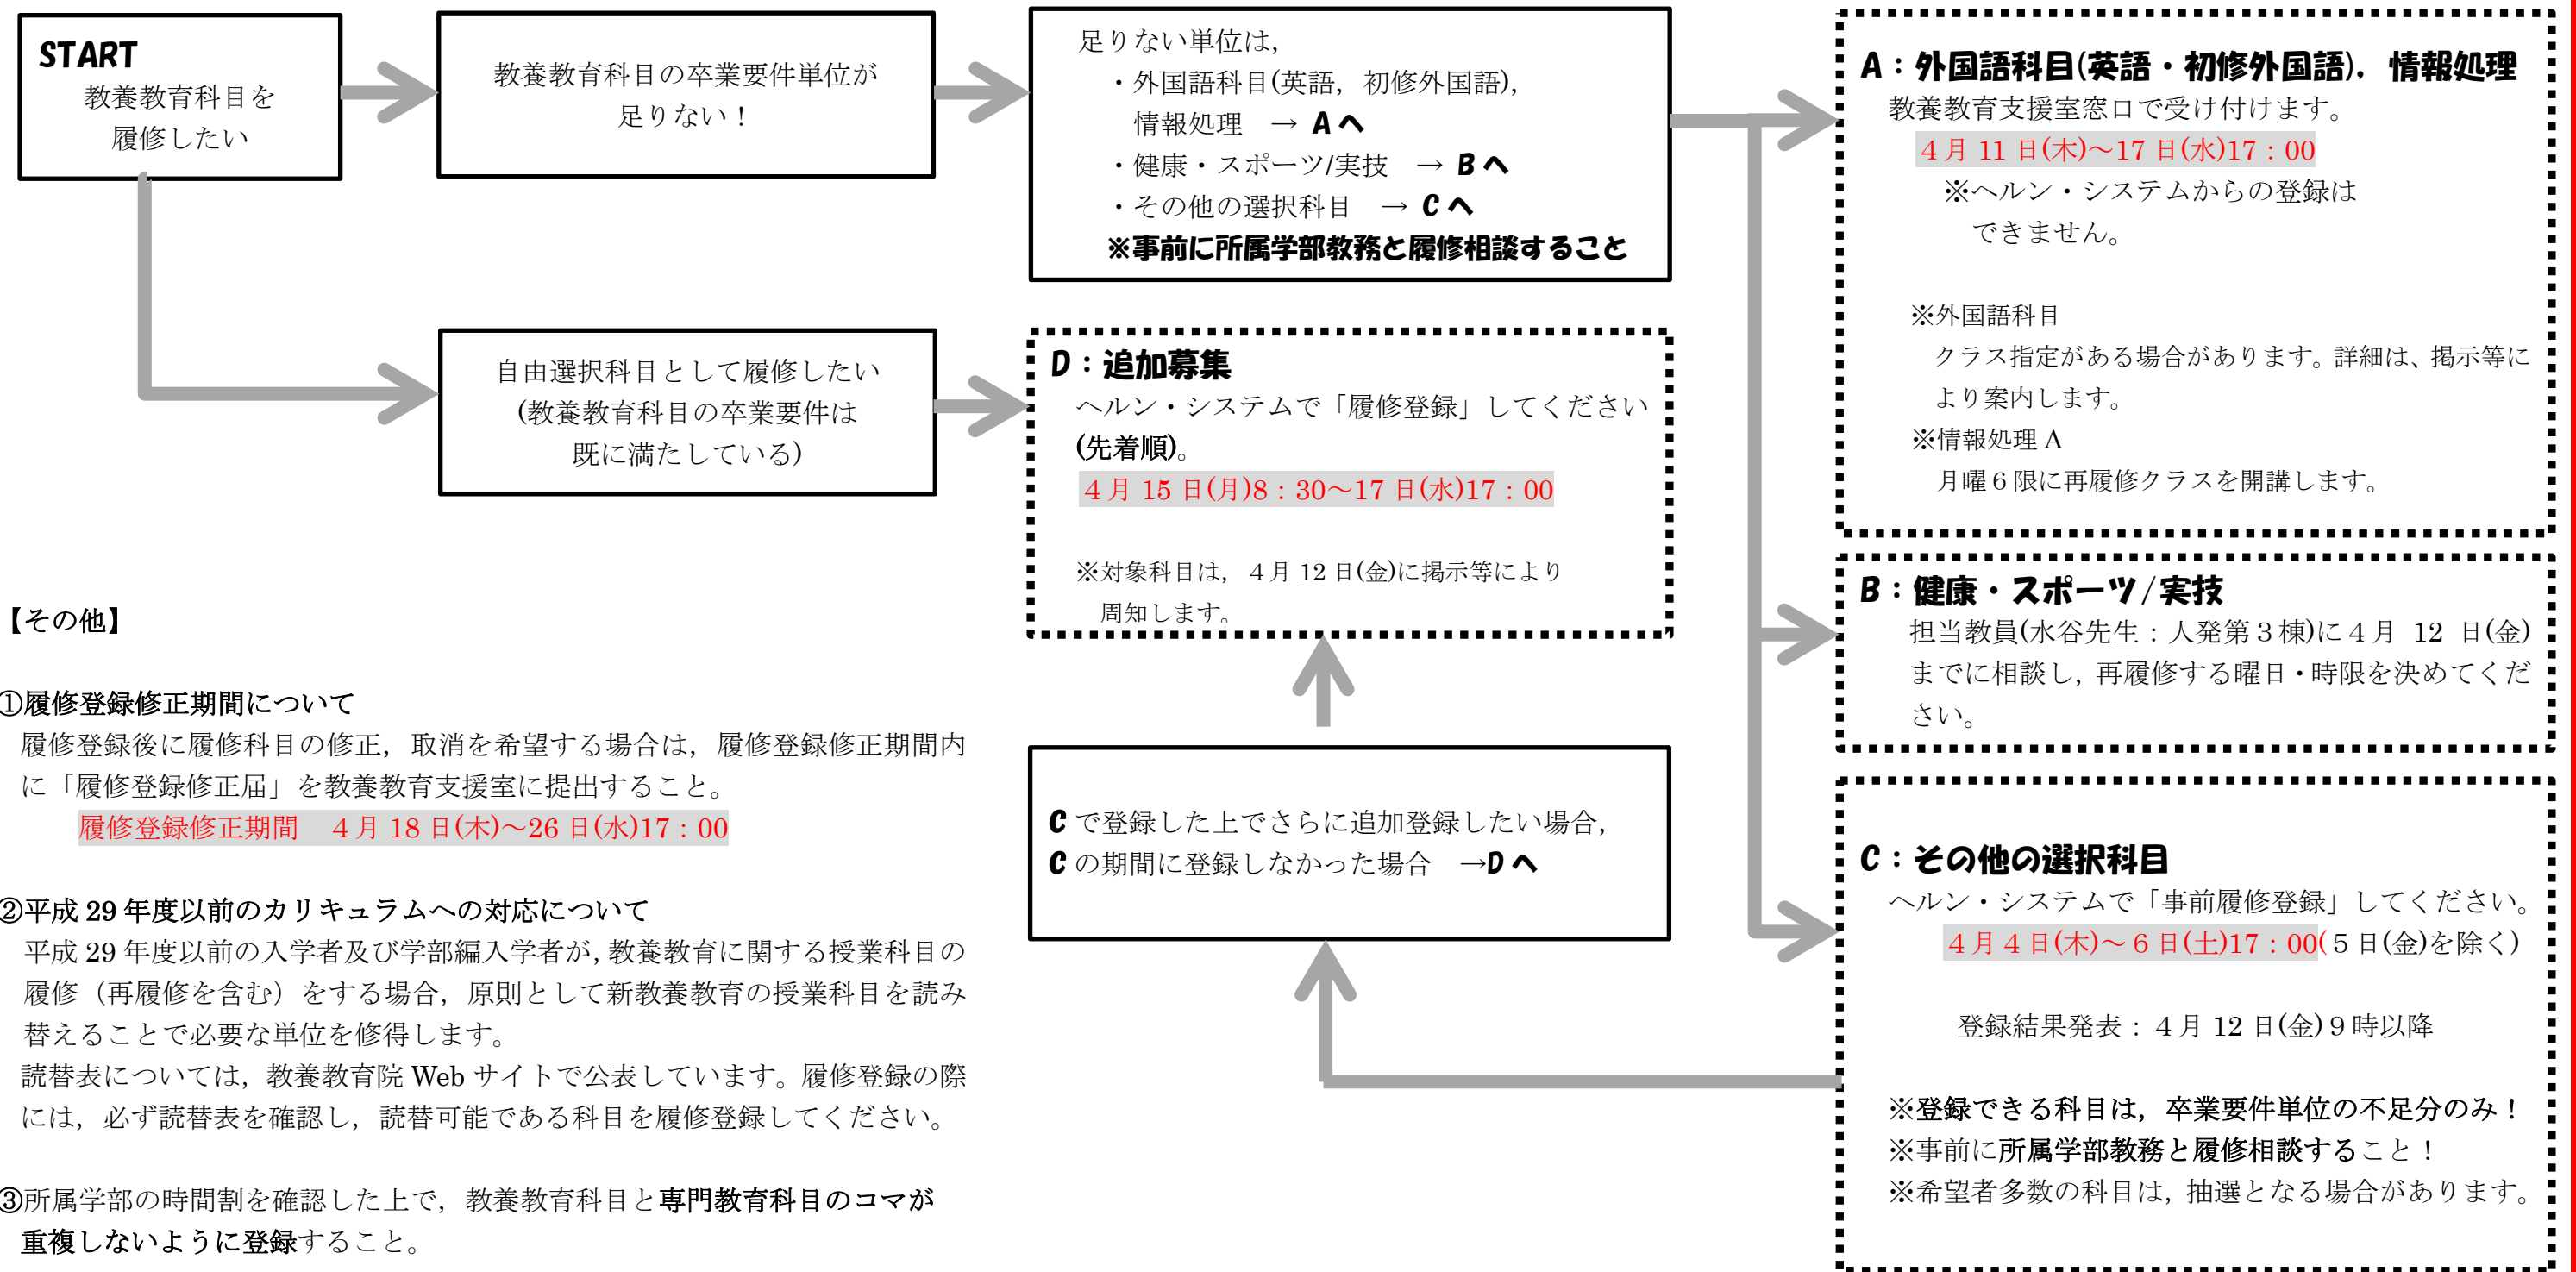 START
教養教育科目を
履修したい
教養教育科目の卒業要件単位が
足りない！
足りない単位は，
・外国語科目(英語，初修外国語)，
情報処理　→ Aへ
・健康・スポーツ/実技　→ Bへ
・その他の選択科目　→ Cへ
※事前に所属学部教務と履修相談すること
A：外国語科目(英語・初修外国語)，情報処理
教養教育支援室窓口で受け付けます。
４月 11 日(木)～17 日(水)17：00
※ヘルン・システムからの登録は
できません。
※外国語科目
クラス指定がある場合があります。詳細は、掲示等に
より案内します。
※情報処理 A
月曜６限に再履修クラスを開講します。
自由選択科目として履修したい
(教養教育科目の卒業要件は
既に満たしている)
D：追加募集
ヘルン・システムで「履修登録」してください
(先着順)。
４月 15 日(月)8：30～17 日(水)17：00
※対象科目は，４月 12 日(金)に掲示等により
周知します。
B：健康・スポーツ/実技
担当教員(水谷先生：人発第３棟)に４月 12 日(金)
までに相談し，再履修する曜日・時限を決めてくだ
さい。
Cで登録した上でさらに追加登録したい場合，
Cの期間に登録しなかった場合　→Dへ
C：その他の選択科目
ヘルン・システムで「事前履修登録」してください。
４月４日(木)～６日(土)17：00(５日(金)を除く)
登録結果発表：４月 12 日(金)９時以降
※登録できる科目は，卒業要件単位の不足分のみ！
※事前に所属学部教務と履修相談すること！
※希望者多数の科目は，抽選となる場合があります。
【その他】
①履修登録修正期間について
履修登録後に履修科目の修正，取消を希望する場合は，履修登録修正期間内
に「履修登録修正届」を教養教育支援室に提出すること。
履修登録修正期間　４月 18 日(木)～26 日(水)17：00
②平成 29 年度以前のカリキュラムへの対応について
平成 29 年度以前の入学者及び学部編入学者が，教養教育に関する授業科目の
履修（再履修を含む）をする場合，原則として新教養教育の授業科目を読み
替えることで必要な単位を修得します。
読替表については，教養教育院 Web サイトで公表しています。履修登録の際
には，必ず読替表を確認し，読替可能である科目を履修登録してください。
③所属学部の時間割を確認した上で，教養教育科目と専門教育科目のコマが
重複しないように登録すること。